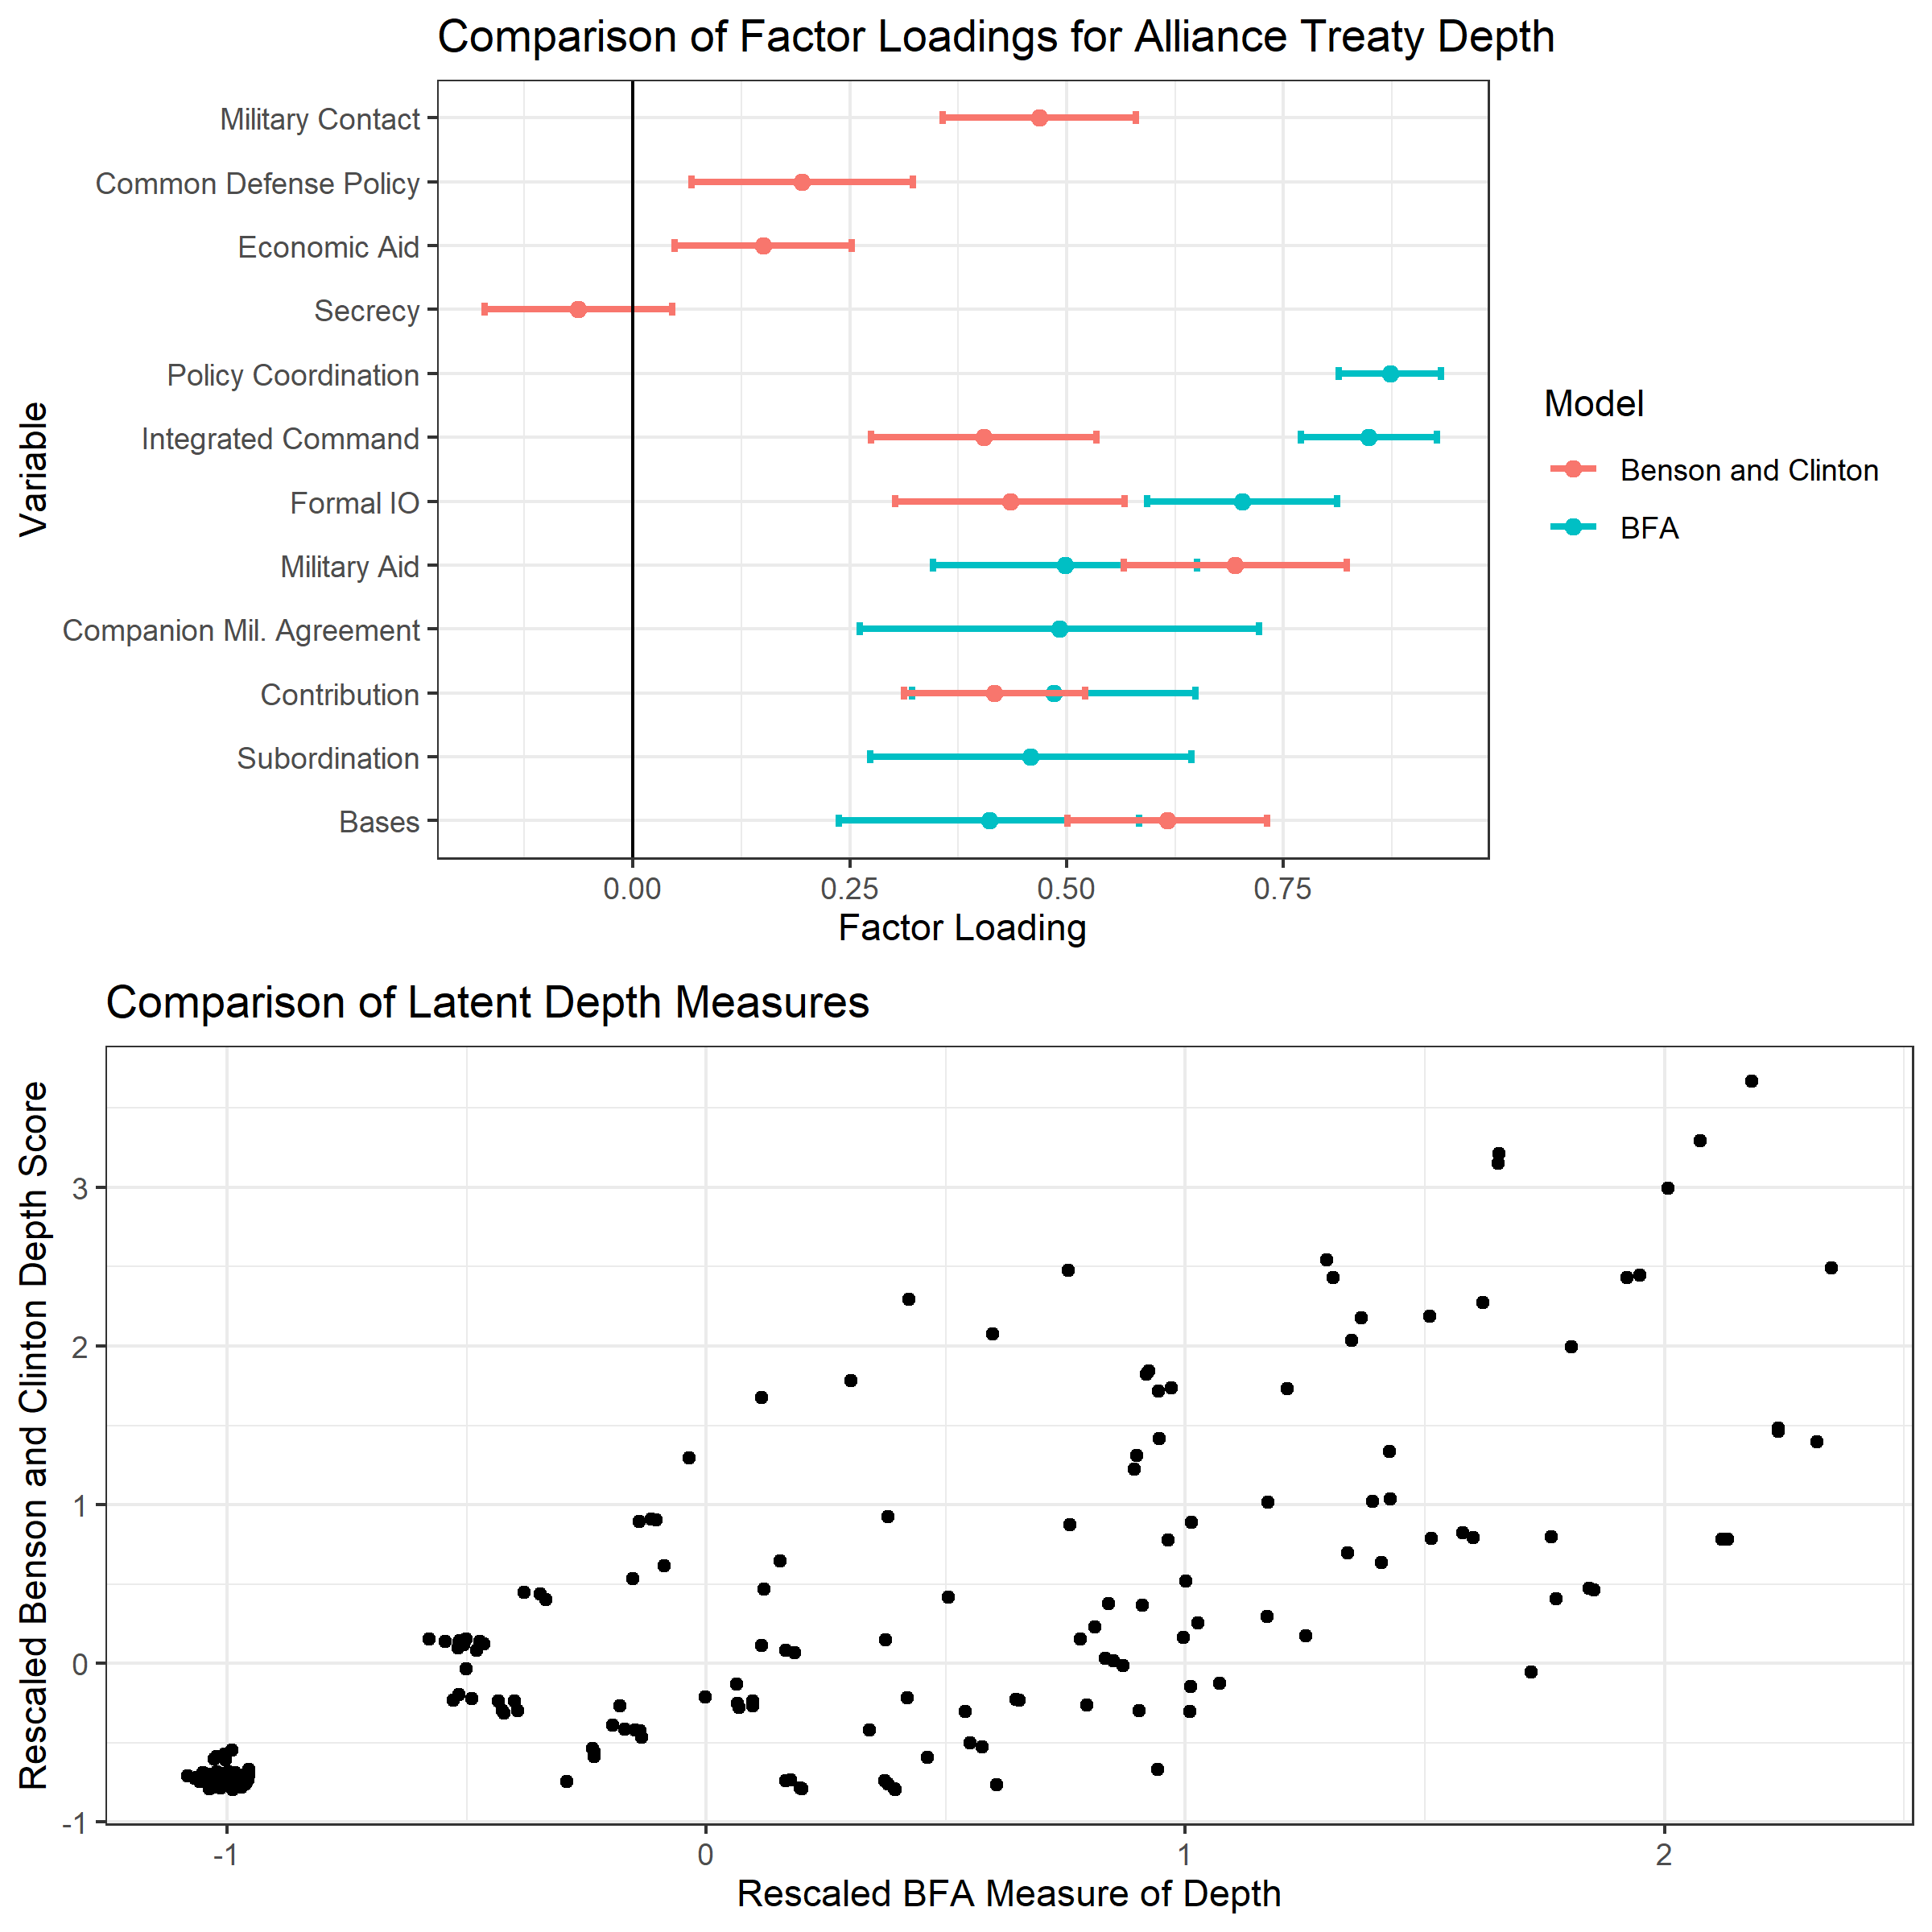 Comparison of Factor Loadings for Alliance Treaty Depth
Variable
Military Contact
Common Defense Policy
Economic Aid
Secrecy
Policy Coordination
Integrated Command
Formal IO
Military Aid
Companion Mil. Agreement
Contribution
Subordination
Bases
0.00 0.25 0.50 0.75
Factor Loading
Model
Benson and Clinton
BFA
Comparison of Latent Depth Measures
Rescaled Benson and Clinton Depth Score
3
2
1
0
-1
-1 0 1 2
Rescaled BFA Measure of Depth